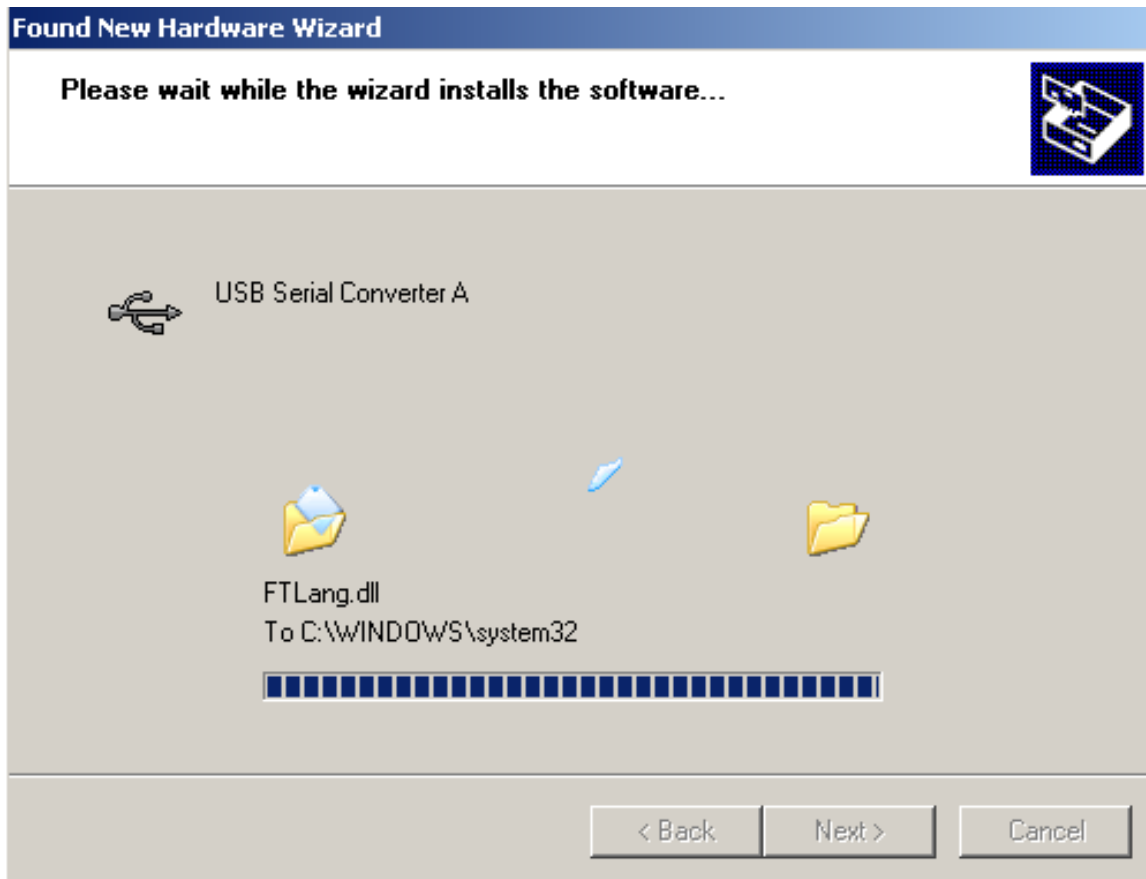 Found New Hardware Wizard
Please wait while the wizard installs the software...
USB Serial Converter A
FTLang.dll
To C:\WINDOWS\system32
< Back
Next >
Cancel